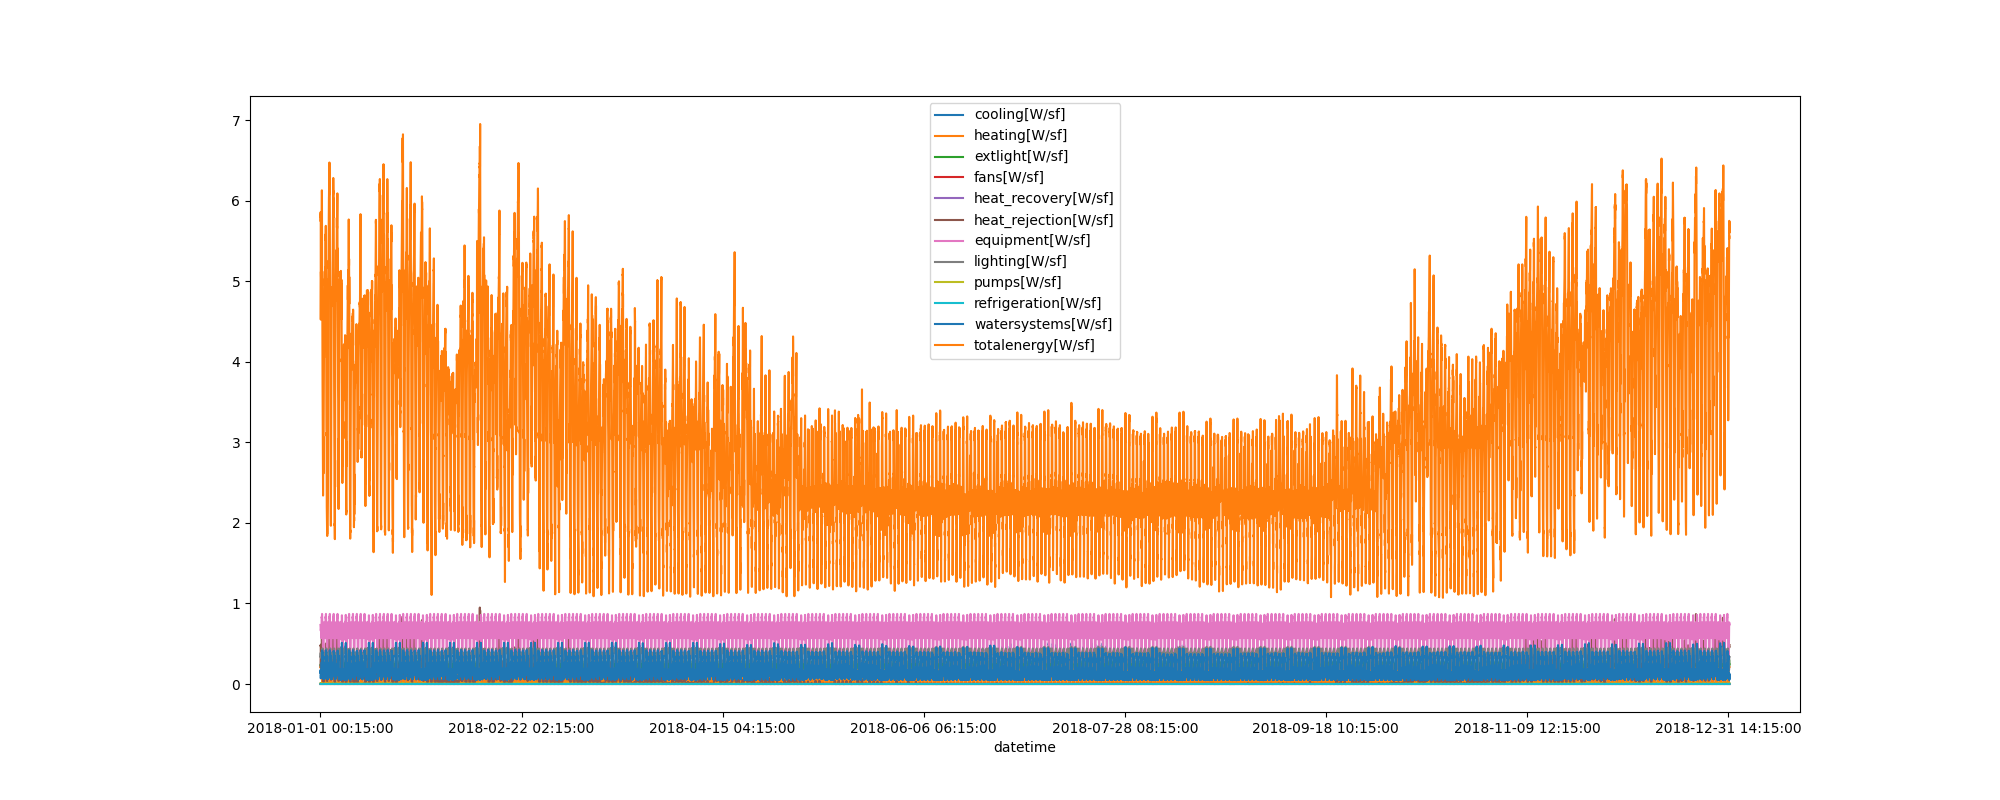 7
6
5
4
3
2
1
0
cooling[W/sf]
heating[W/sf]
extlight[W/sf]
fans[W/sf]
heat_recovery[W/sf]
heat_rejection[W/sf]
equipment[W/sf]
lighting[W/sf]
pumps[W/sf]
refrigeration[W/sf]
watersystems[W/sf]
totalenergy[W/sf]
2018-01-01 00:15:00 2018-02-22 02:15:00 2018-04-15 04:15:00 2018-06-06 06:15:00 2018-07-28 08:15:00 2018-09-18 10:15:00 2018-11-09 12:15:00 2018-12-31 14:15:00
datetime